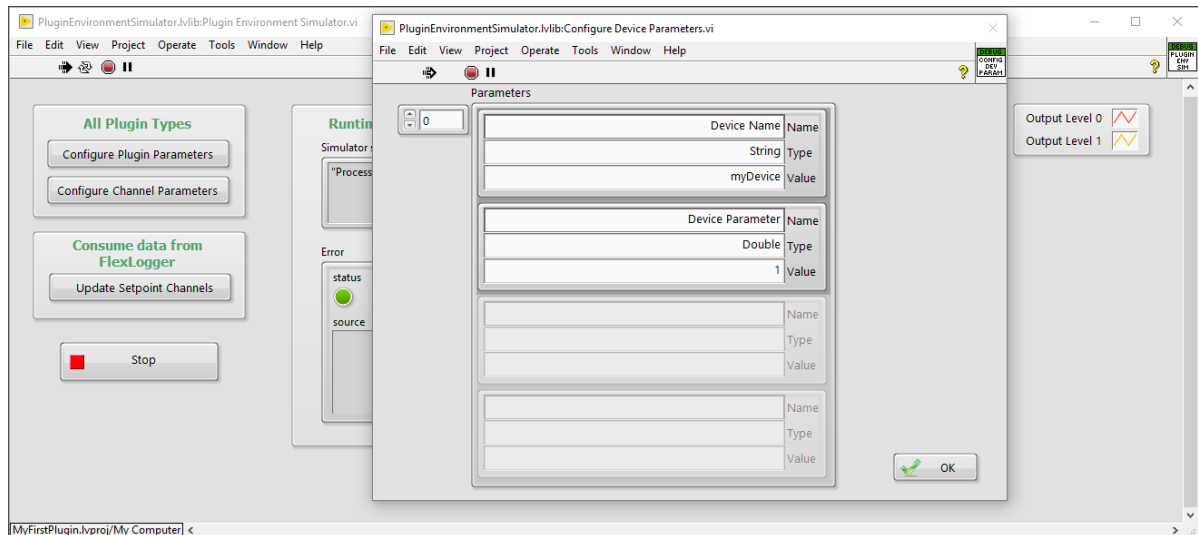 PluginEnvironmentSimulator.lvlib:Plugin Environment Simulator.vi
File Edit View Project Operate Tools Window Help
All Plugin Types
Configure Plugin Parameters
Configure Channel Parameters
Consume data from
FlexLogger
Update Setpoint Channels
Stop
Runtin
Simulator s
"Process
Error
status
source
PluginEnvironmentSimulator.lvlib:Configure Device Parameters.vi
File Edit View Project Operate Tools Window Help
DEBUG
CONFIG
DEV
PARAM
Parameters
0
Device Name Name
String Type
myDevice Value
Device Parameter Name
Double Type
1 Value
Name
Type
Value
Name
Type
Value
OK
DEBUG
PLUGIN
ENV
SIM
Output Level 0
Output Level 1
MyFirstPlugin.lvproj/My Computer